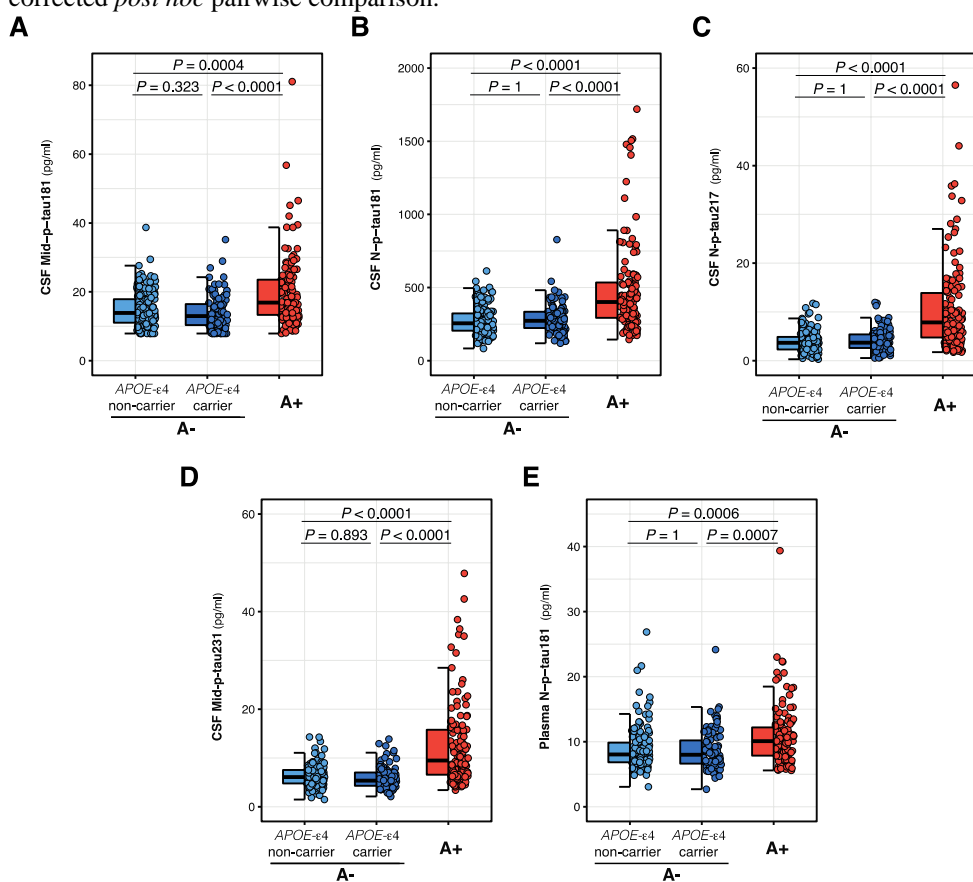 corrected post hoc pairwise comparison.
A
P = 0.0004
P = 0.323 P < 0.0001
80
60
40
20
0
CSF Mid-p-tau181 (pg/ml)
APOE-ε4 non-carrier
APOE-ε4 carrier
A+
A-
B
P < 0.0001
P = 1 P < 0.0001
2000
1500
1000
500
0
CSF N-p-tau181 (pg/ml)
APOE-ε4 non-carrier
APOE-ε4 carrier
A+
A-
C
P < 0.0001
P = 1 P < 0.0001
60
40
20
0
CSF N-p-tau217 (pg/ml)
APOE-ε4 non-carrier
APOE-ε4 carrier
A+
A-
D
P < 0.0001
P = 0.893 P < 0.0001
60
40
20
0
CSF Mid-p-tau231 (pg/ml)
APOE-ε4 non-carrier
APOE-ε4 carrier
A+
A-
E
P = 0.0006
P = 1 P = 0.0007
40
30
20
10
0
Plasma N-p-tau181 (pg/ml)
APOE-ε4 non-carrier
APOE-ε4 carrier
A+
A-